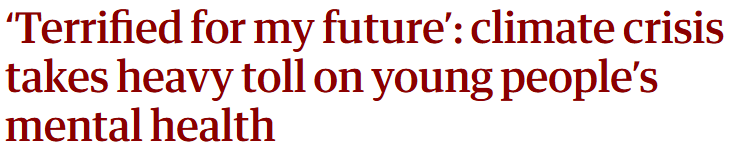 ‘Terrified for my future’: climate crisis
takes heavy toll on young people’s
mental health